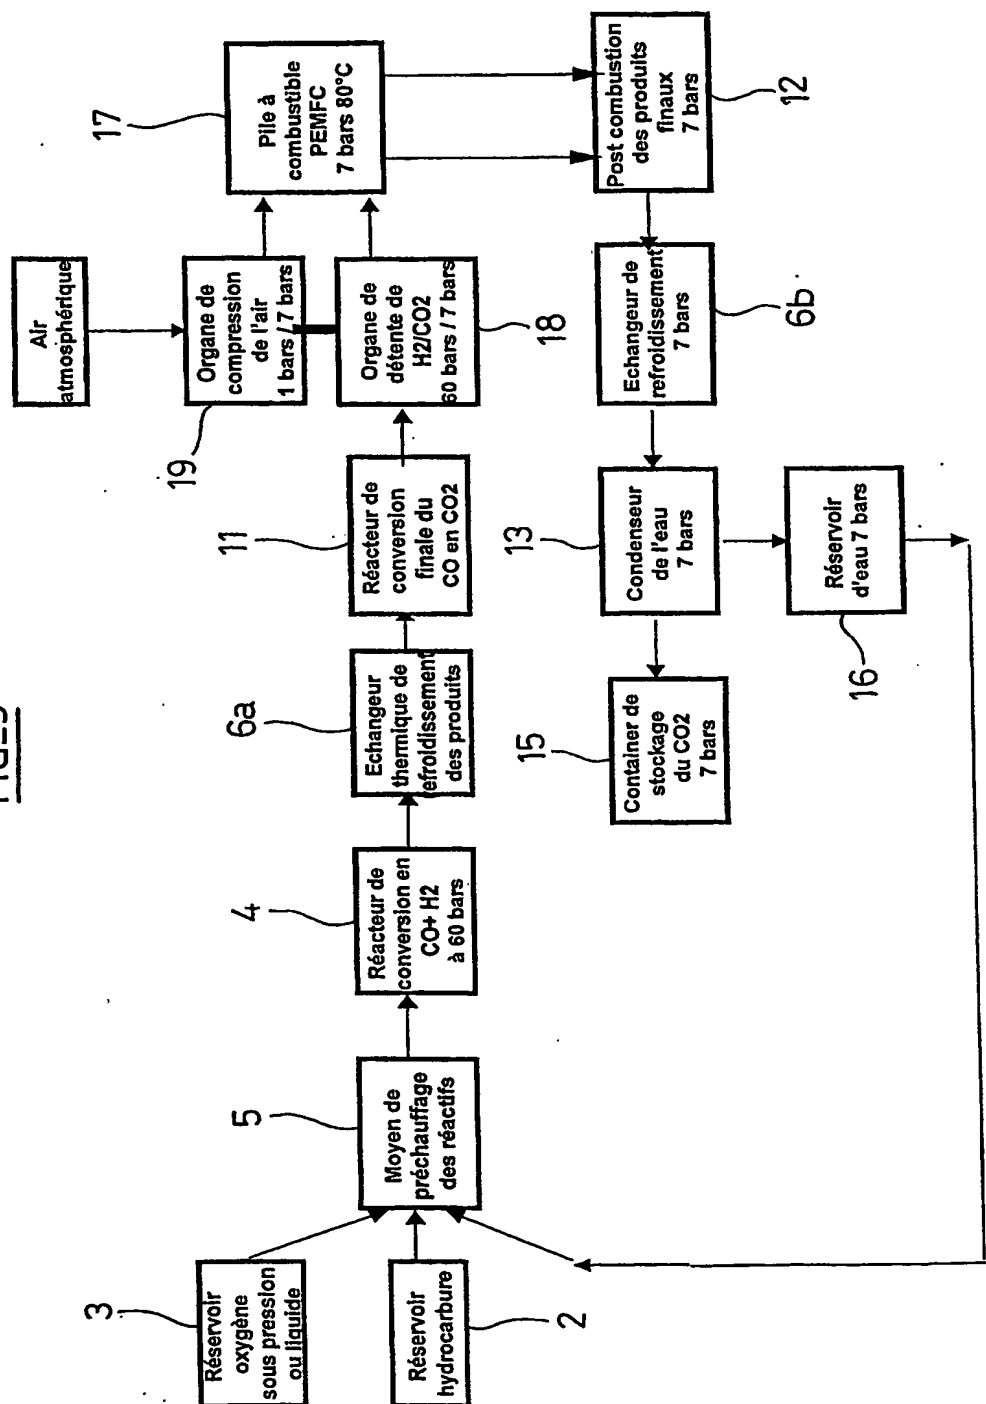 3
Réservoir
oxygène
sous pression
ou liquide
Réservoir
hydrocarbure
2
5
Moyen de
préchauffage
des réactifs
4
Réacteur de
conversion en
CO+ H2
à 60 bars
6a
Echangeur
thermique de
refroidissement
des produits
11
Réacteur de
conversion
finale du
CO en CO2
Air
atmosphérique
19
Organe de
compression
de l'air
1 bars / 7 bars
Organe de
détente de
H2/CO2
60 bars / 7 bars
18
17
Pile à
combustible
PEMFC
7 bars 80°C
Post combustion
des produits
finaux
7 bars
12
Echangeur de
refroidissement
7 bars
6b
13
Condenseur
de l'eau
7 bars
15
Container de
stockage
du CO2
7 bars
Réservoir
d'eau 7 bars
16